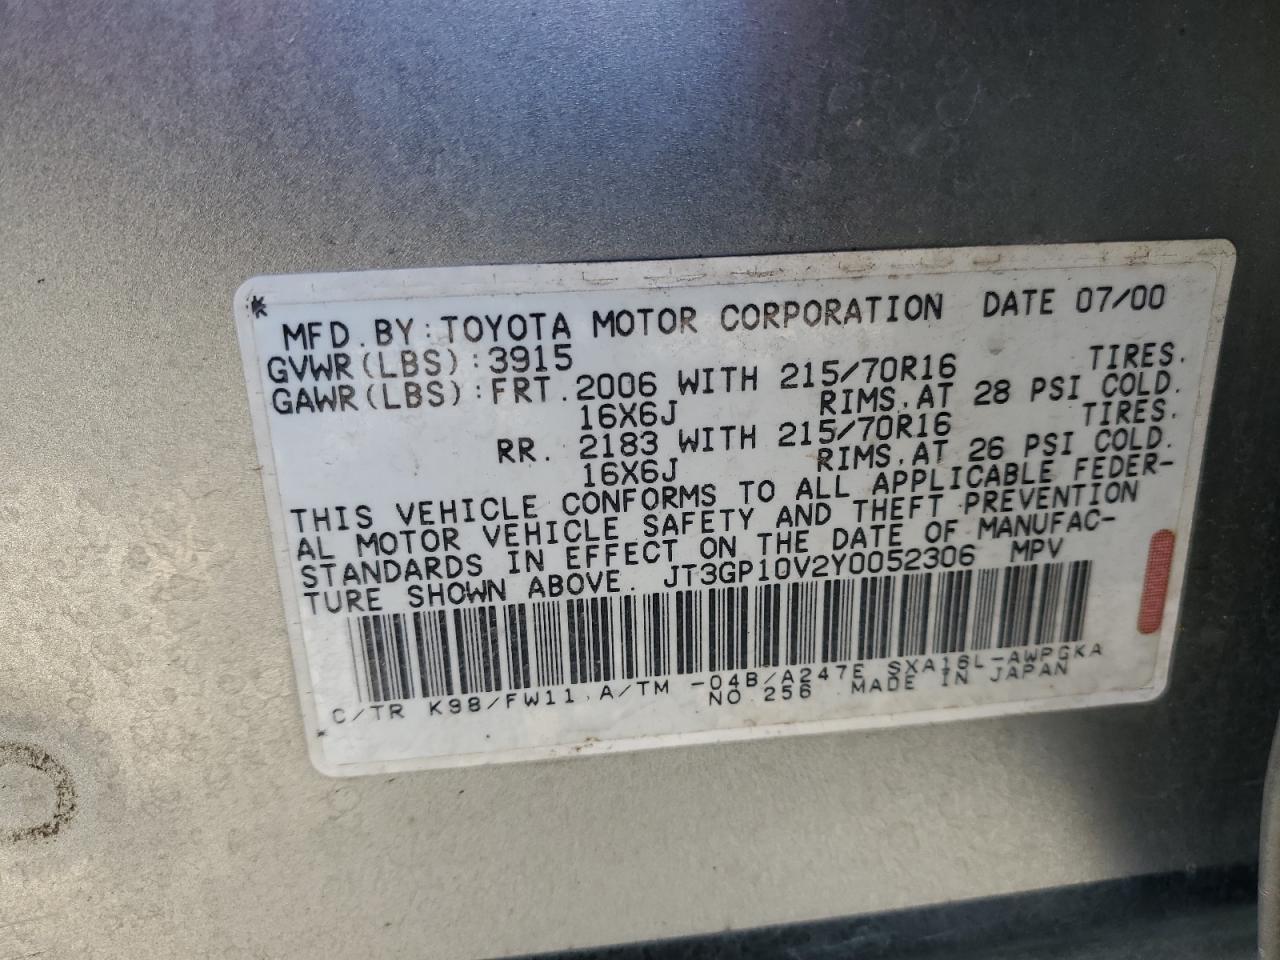 MFD. BY: TOYOTA MOTOR CORPORATION DATE 07/00
GVWR(LBS):3915
GAWR(LBS):FRT. 2006 WITH 215/70R16 TIRES.
16X6J RIMS.AT 28 PSI COLD.
RR. 2183 WITH 215/70R16 TIRES.
16X6J RIMS.AT 26 PSI COLD.
THIS VEHICLE CONFORMS TO ALL APPLICABLE FEDER-
AL MOTOR VEHICLE SAFETY AND THEFT PREVENTION
STANDARDS IN EFFECT ON THE DATE OF MANUFAC-
TURE SHOWN ABOVE. JT3GP10V2Y0052306 MPV
C/TR K98/FW11 A/TM -04B/A247E SXA16L-AWPGKA
NO.256 MADE IN JAPAN